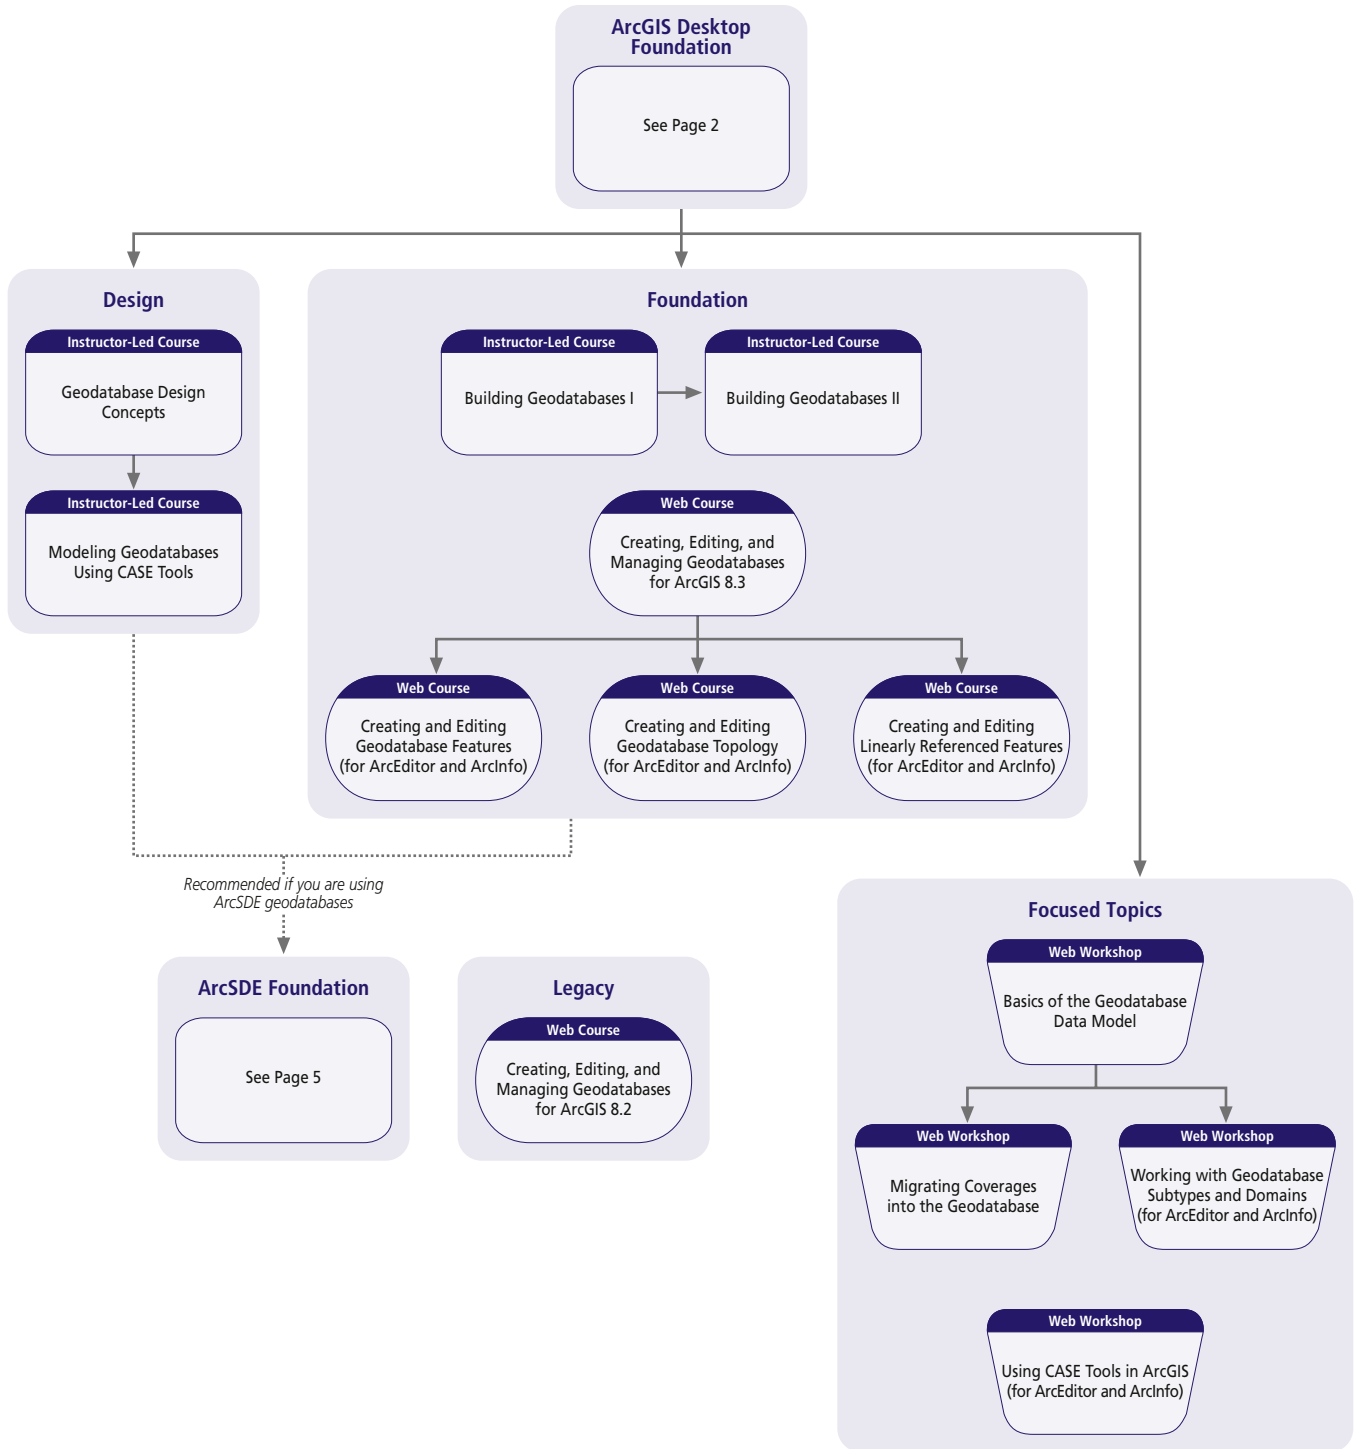 ArcGIS Desktop
Foundation
See Page 2
Design
Instructor-Led Course
Geodatabase Design
Concepts
Instructor-Led Course
Modeling Geodatabases
Using CASE Tools
Foundation
Instructor-Led Course
Building Geodatabases I
Instructor-Led Course
Building Geodatabases II
Web Course
Creating, Editing, and
Managing Geodatabases
for ArcGIS 8.3
Web Course
Creating and Editing
Geodatabase Features
(for ArcEditor and ArcInfo)
Web Course
Creating and Editing
Geodatabase Topology
(for ArcEditor and ArcInfo)
Web Course
Creating and Editing
Linearly Referenced Features
(for ArcEditor and ArcInfo)
Recommended if you are using
ArcSDE geodatabases
ArcSDE Foundation
See Page 5
Legacy
Web Course
Creating, Editing, and
Managing Geodatabases
for ArcGIS 8.2
Focused Topics
Web Workshop
Basics of the Geodatabase
Data Model
Web Workshop
Migrating Coverages
into the Geodatabase
Web Workshop
Working with Geodatabase
Subtypes and Domains
(for ArcEditor and ArcInfo)
Web Workshop
Using CASE Tools in ArcGIS
(for ArcEditor and ArcInfo)